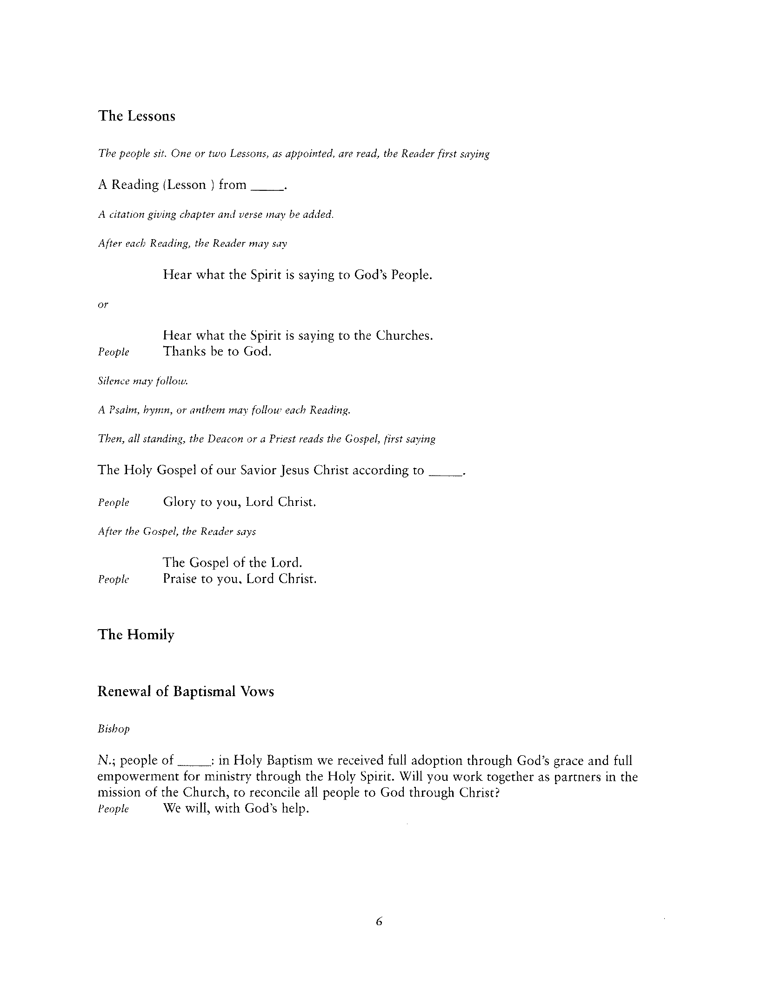 The Lessons
The people sit. One or two Lessons, as appointed, are read, the Reader first saying
A Reading (Lesson ) from _____.
A citation giving chapter and verse may be added.
After each Reading, the Reader may say
Hear what the Spirit is saying to God's People.
or
Hear what the Spirit is saying to the Churches.
People Thanks be to God.
Silence may follow.
A Psalm, hymn, or anthem may follow each Reading.
Then, all standing, the Deacon or a Priest reads the Gospel, first saying
The Holy Gospel of our Savior Jesus Christ according to _____.
People Glory to you, Lord Christ.
After the Gospel, the Reader says
The Gospel of the Lord.
People Praise to you, Lord Christ.
The Homily
Renewal of Baptismal Vows
Bishop
N.; people of _____: in Holy Baptism we received full adoption through God's grace and full
empowerment for ministry through the Holy Spirit. Will you work together as partners in the
mission of the Church, to reconcile all people to God through Christ?
People We will, with God's help.
6